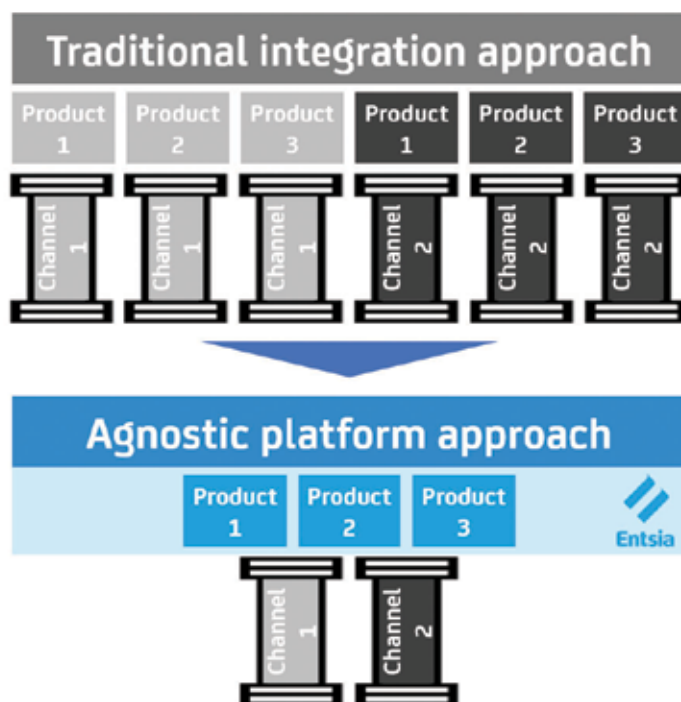 Traditional integration approach
Product 1
Product 2
Product 3
Product 1
Product 2
Product 3
Channel 1
Channel 1
Channel 1
Channel 2
Channel 2
Channel 2
Agnostic platform approach
Product 1
Product 2
Product 3
Entsia
Channel 1
Channel 2